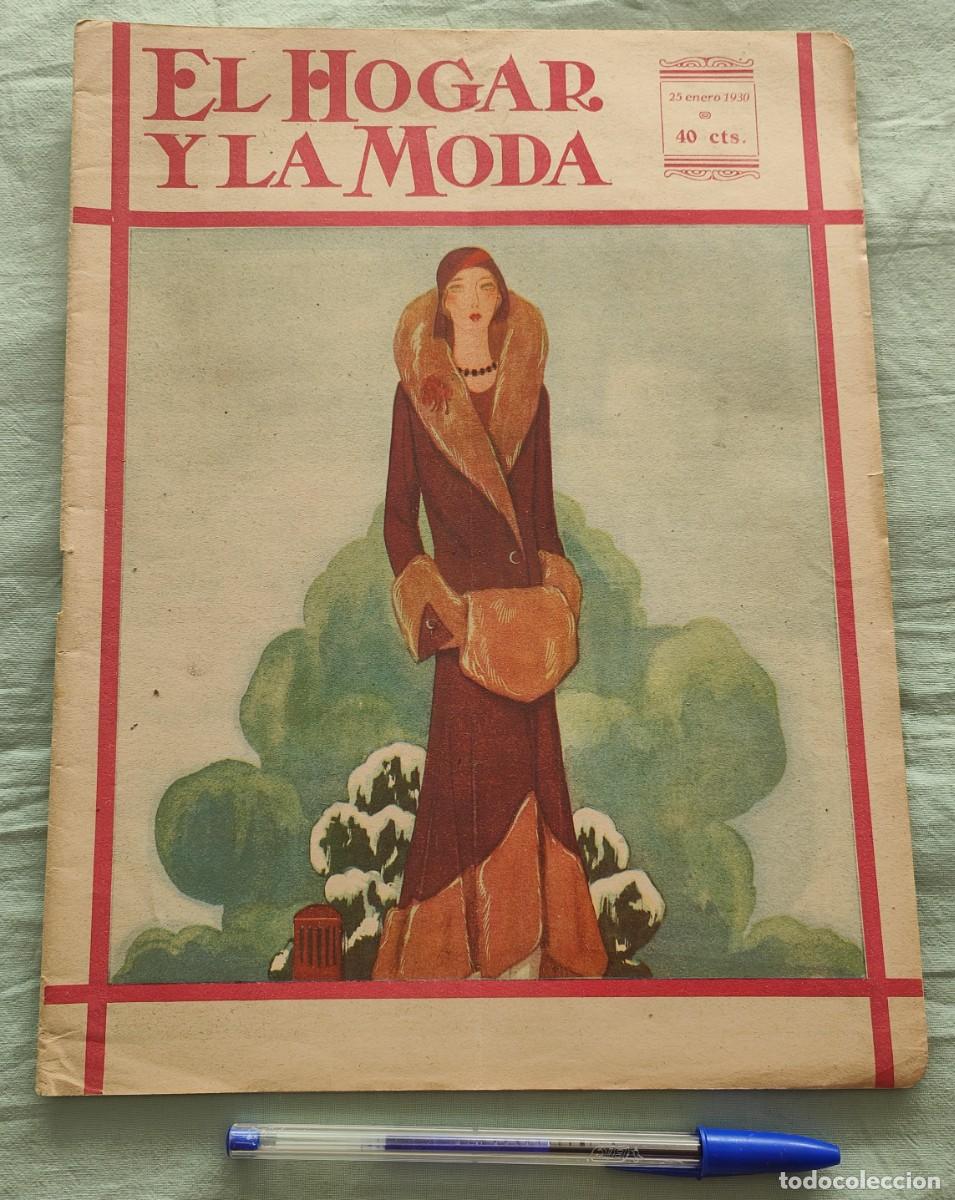 EL HOGAR
Y LA MODA
25 enero 1930
40 cts.
todocoleccion